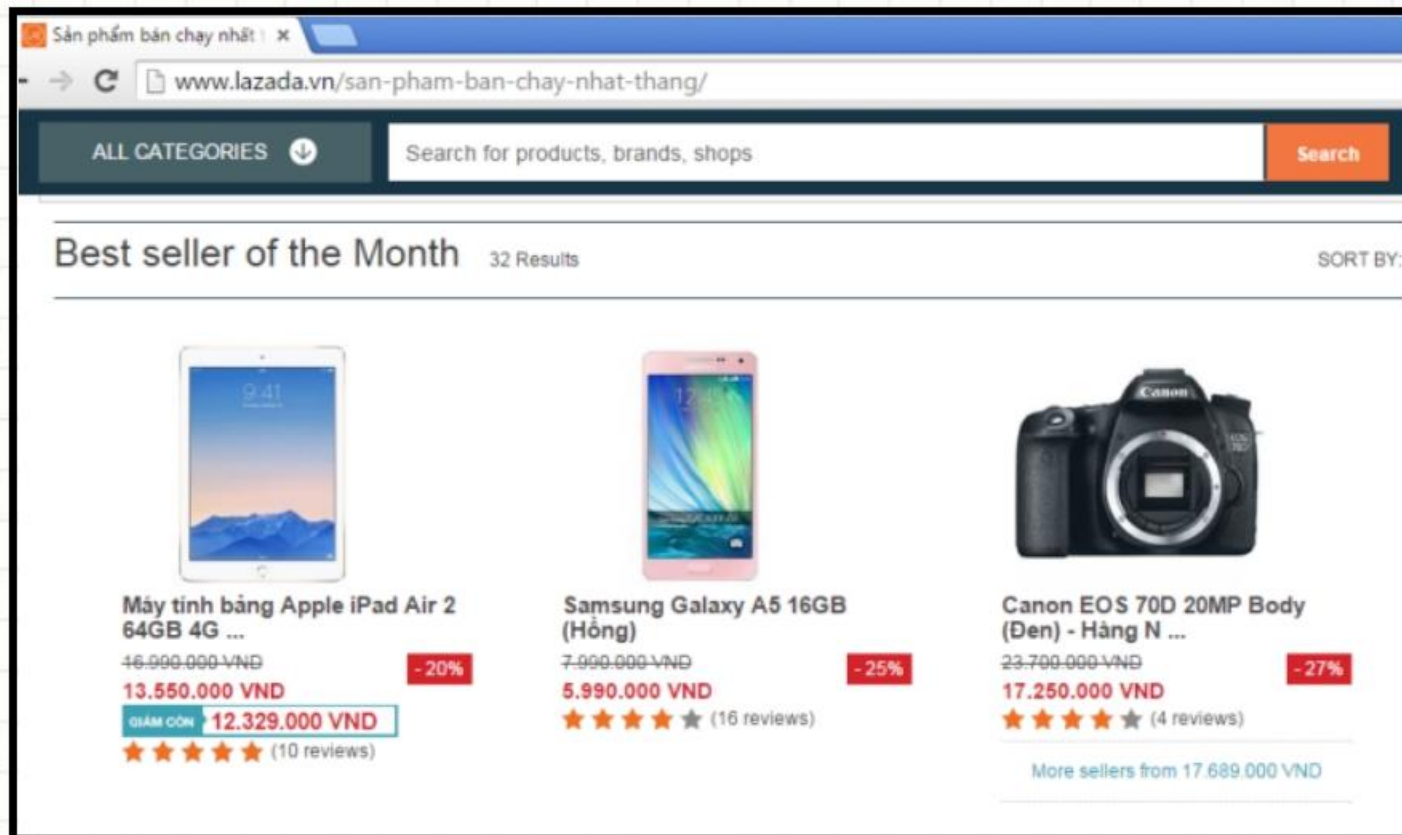 Sản phẩm bán chạy nhất
www.lazada.vn/san-pham-ban-chay-nhat-thang/
ALL CATEGORIES
Search for products, brands, shops
Search
Best seller of the Month 32 Results
SORT BY:
9:41
Canon
EOS
70D
Máy tính bảng Apple iPad Air 2
64GB 4G ...
16.990.000 VND
- 20%
13.550.000 VND
GIẢM CÒN 12.329.000 VND
(10 reviews)
Samsung Galaxy A5 16GB
(Hồng)
7.990.000 VND
- 25%
5.990.000 VND
(16 reviews)
Canon EOS 70D 20MP Body
(Đen) - Hàng N ...
23.700.000 VND
- 27%
17.250.000 VND
(4 reviews)
More sellers from 17.689.000 VND